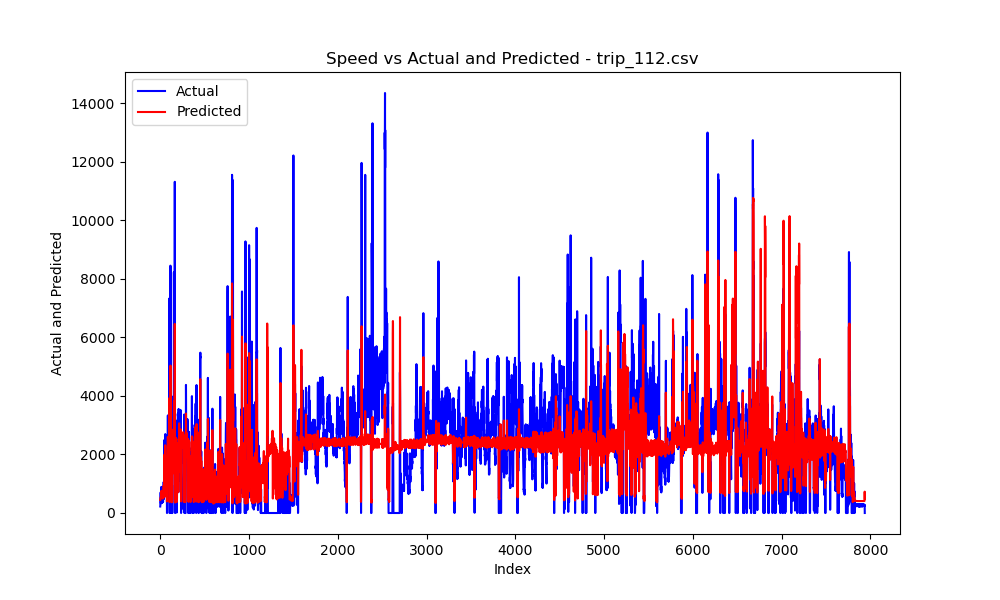 Speed vs Actual and Predicted - trip_112.csv
Actual
Predicted
14000
12000
10000
8000
6000
4000
2000
0
Actual and Predicted
0 1000 2000 3000 4000 5000 6000 7000 8000
Index